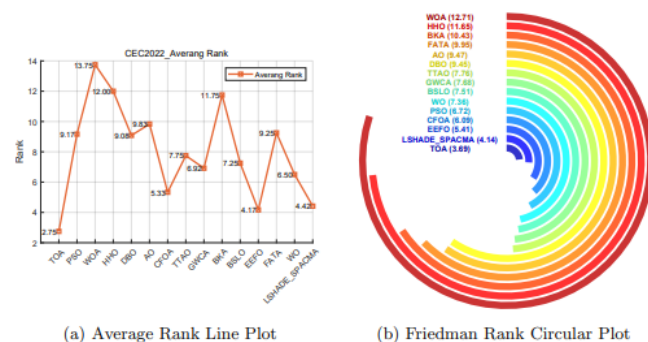 CEC2022_Averang Rank
Averang Rank
Rank
14
12
10
8
6
4
2
2.75
9.17
13.75
12.00
9.08
9.83
5.33
7.75
6.92
11.75
7.25
4.17
9.25
6.50
4.42
TOA
PSO
WOA
HHO
DBO
AO
CFOA
TTAO
GWCA
BKA
BSLO
EEFO
FATA
WO
LSHADE_SPACMA
(a) Average Rank Line Plot
WOA (12.71)
HHO (11.65)
BKA (10.43)
FATA (9.95)
AO (9.47)
DBO (9.45)
TTAO (7.76)
GWCA (7.68)
BSLO (7.51)
WO (7.36)
PSO (6.72)
CFOA (6.09)
EEFO (5.41)
LSHADE_SPACMA (4.14)
TOA (3.69)
(b) Friedman Rank Circular Plot